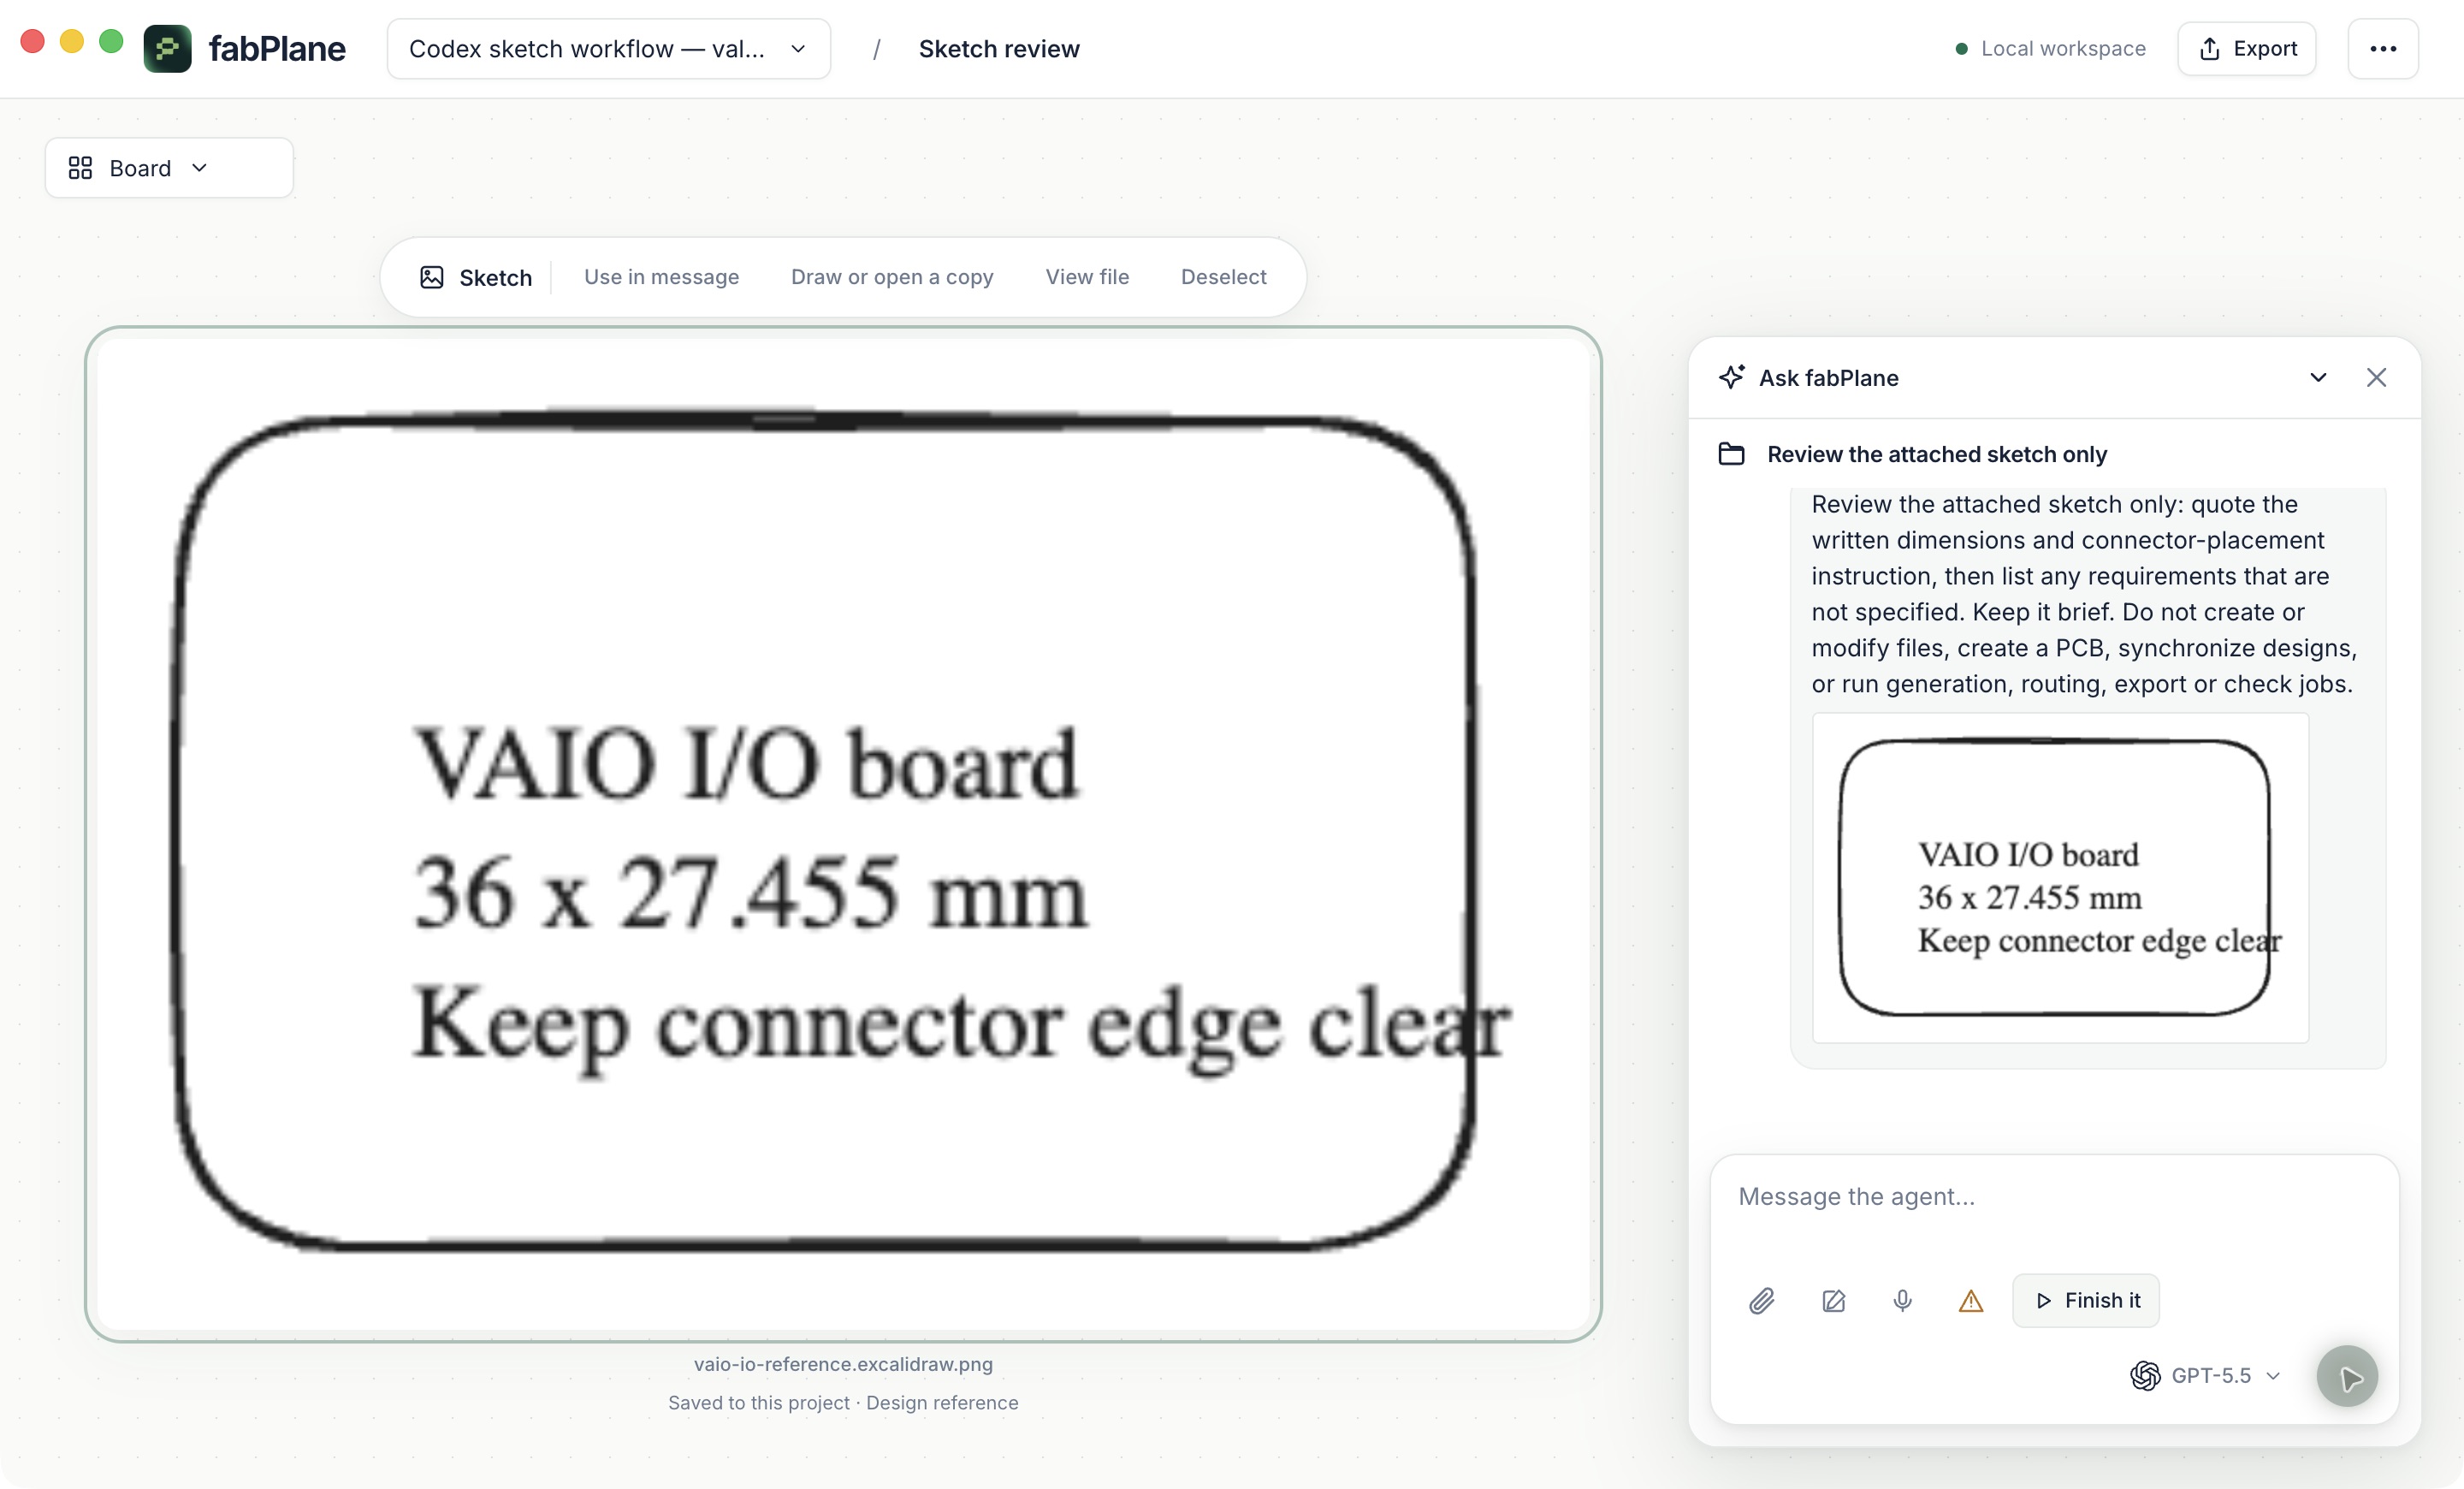 fabPlane
Codex sketch workflow — val...
/
Sketch review
Local workspace
Export
Board
Sketch
Use in message
Draw or open a copy
View file
Deselect
VAIO I/O board
36 x 27.455 mm
Keep connector edge clear
vaio-io-reference.excalidraw.png
Saved to this project · Design reference
Ask fabPlane
Review the attached sketch only
Review the attached sketch only: quote the
written dimensions and connector-placement
instruction, then list any requirements that are
not specified. Keep it brief. Do not create or
modify files, create a PCB, synchronize designs,
or run generation, routing, export or check jobs.
VAIO I/O board
36 x 27.455 mm
Keep connector edge clear
Message the agent...
Finish it
GPT-5.5